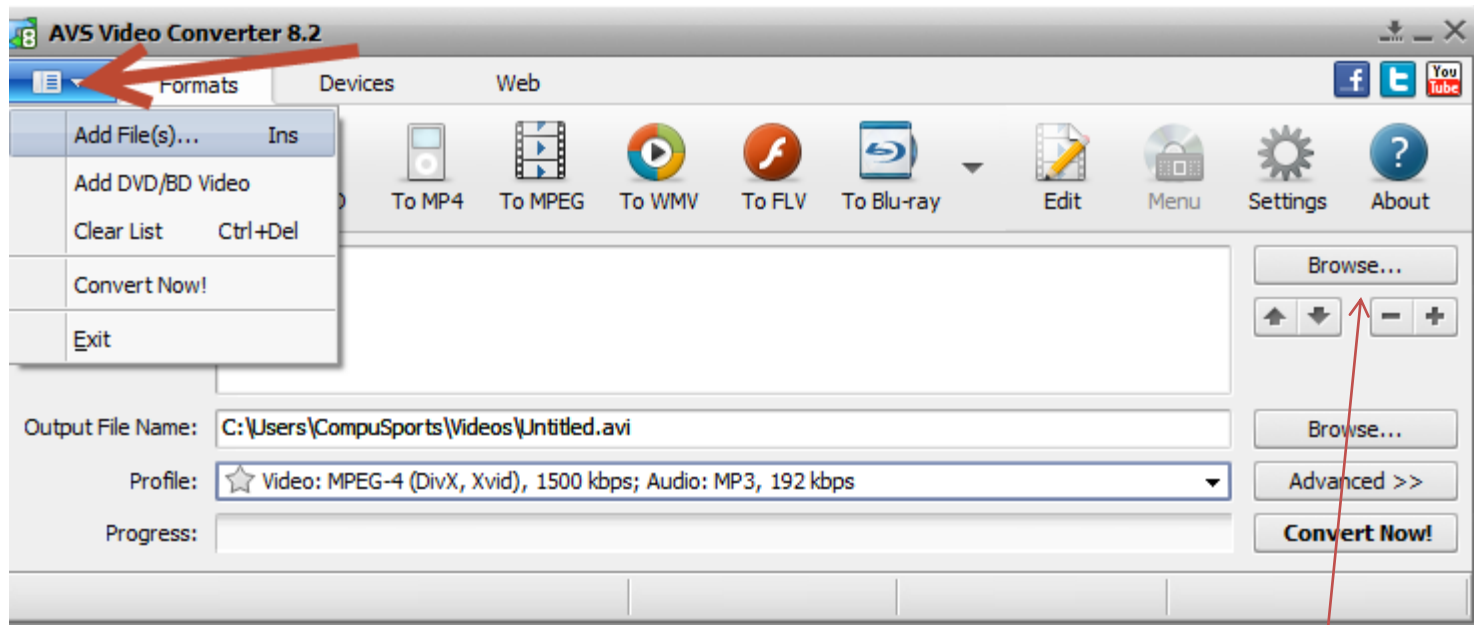 AVS Video Converter 8.2
Formats Devices Web
You Tube
Add File(s)... Ins
Add DVD/BD Video
Clear List Ctrl+Del
Convert Now!
Exit
To MP4 To MPEG To WMV To FLV To Blu-ray Edit Menu Settings About
Browse...
Output File Name: C:\Users\CompuSports\Videos\Untitled.avi Browse...
Profile: Video: MPEG-4 (DivX, Xvid), 1500 kbps; Audio: MP3, 192 kbps Advanced >>
Progress: Convert Now!